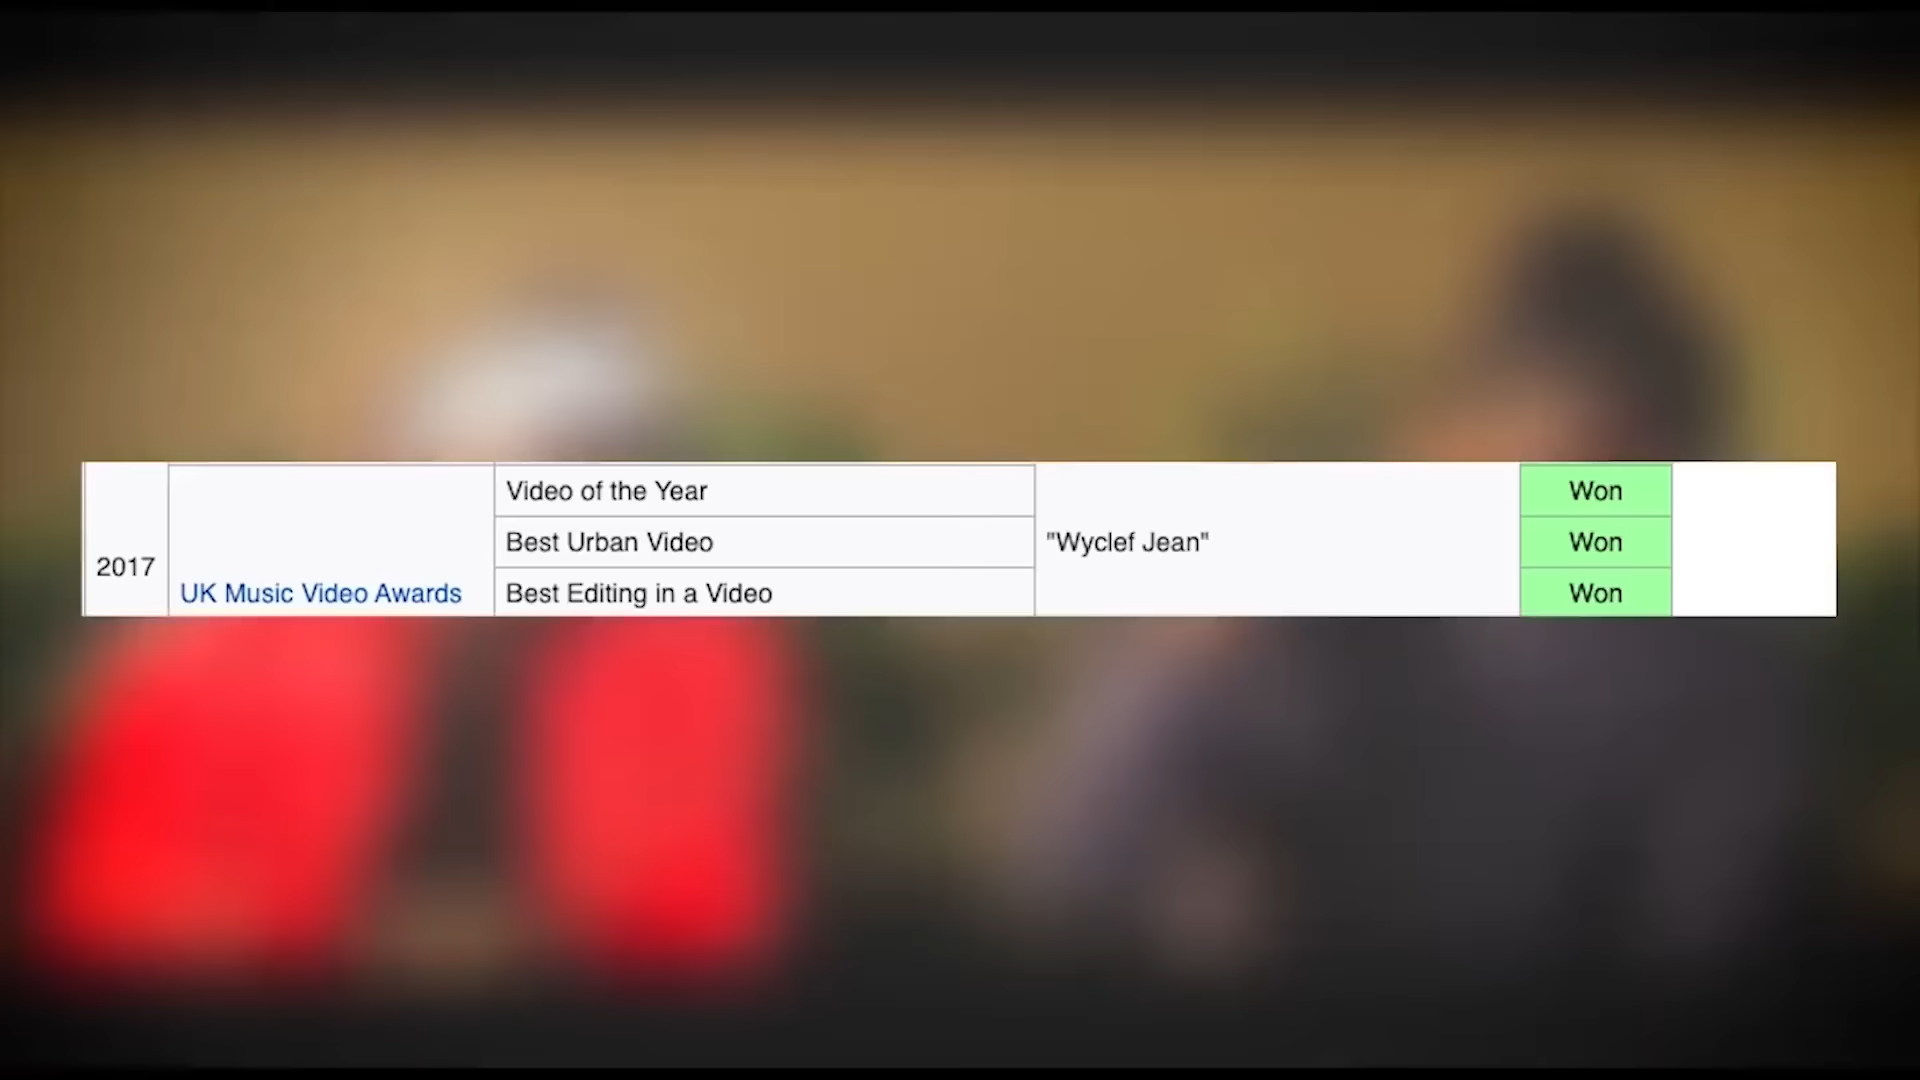 2017
UK Music Video Awards
Video of the Year
Best Urban Video
Best Editing in a Video
"Wyclef Jean"
Won
Won
Won